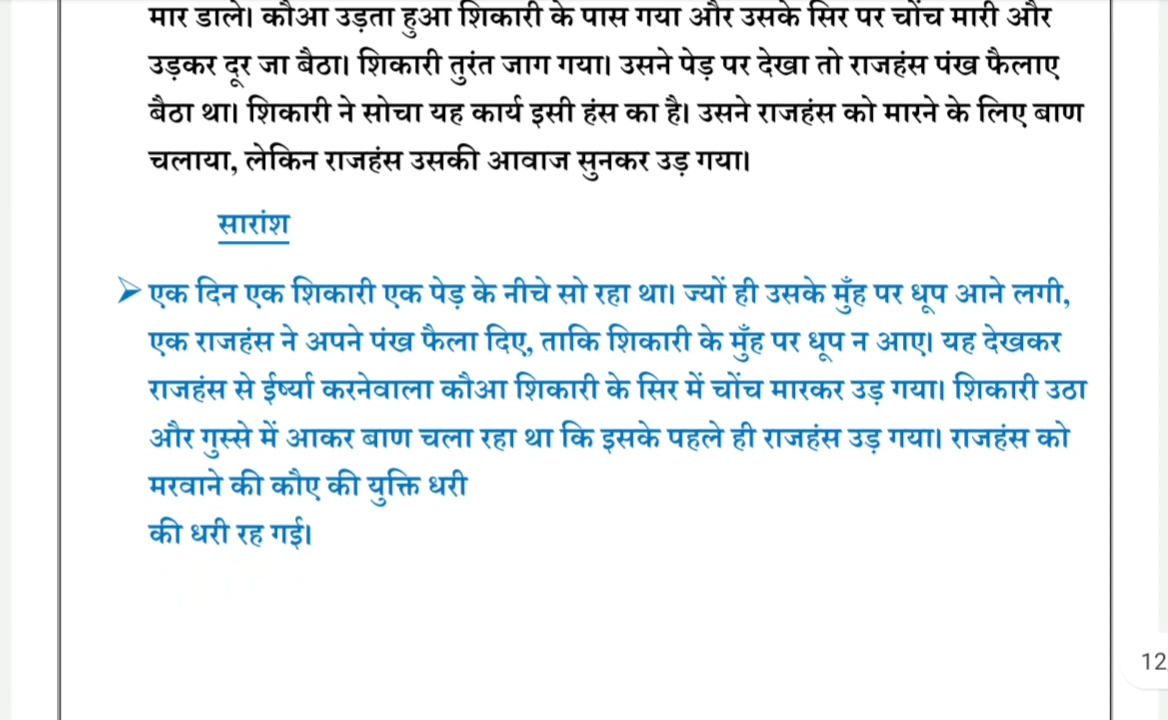 मार डाले। कौआ उड़ता हुआ शिकारी के पास गया और उसके सिर पर चोंच मारी और
उड़कर दूर जा बैठा। शिकारी तुरंत जाग गया। उसने पेड़ पर देखा तो राजहंस पंख फैलाए
बैठा था। शिकारी ने सोचा यह कार्य इसी हंस का है। उसने राजहंस को मारने के लिए बाण
चलाया, लेकिन राजहंस उसकी आवाज सुनकर उड़ गया।
सारांश
➤ एक दिन एक शिकारी एक पेड़ के नीचे सो रहा था। ज्यों ही उसके मुँह पर धूप आने लगी,
एक राजहंस ने अपने पंख फैला दिए, ताकि शिकारी के मुँह पर धूप न आए। यह देखकर
राजहंस से ईर्ष्या करनेवाला कौआ शिकारी के सिर में चोंच मारकर उड़ गया। शिकारी उठा
और गुस्से में आकर बाण चला रहा था कि इसके पहले ही राजहंस उड़ गया। राजहंस को
मरवाने की कौए की युक्ति धरी
की धरी रह गई।
12